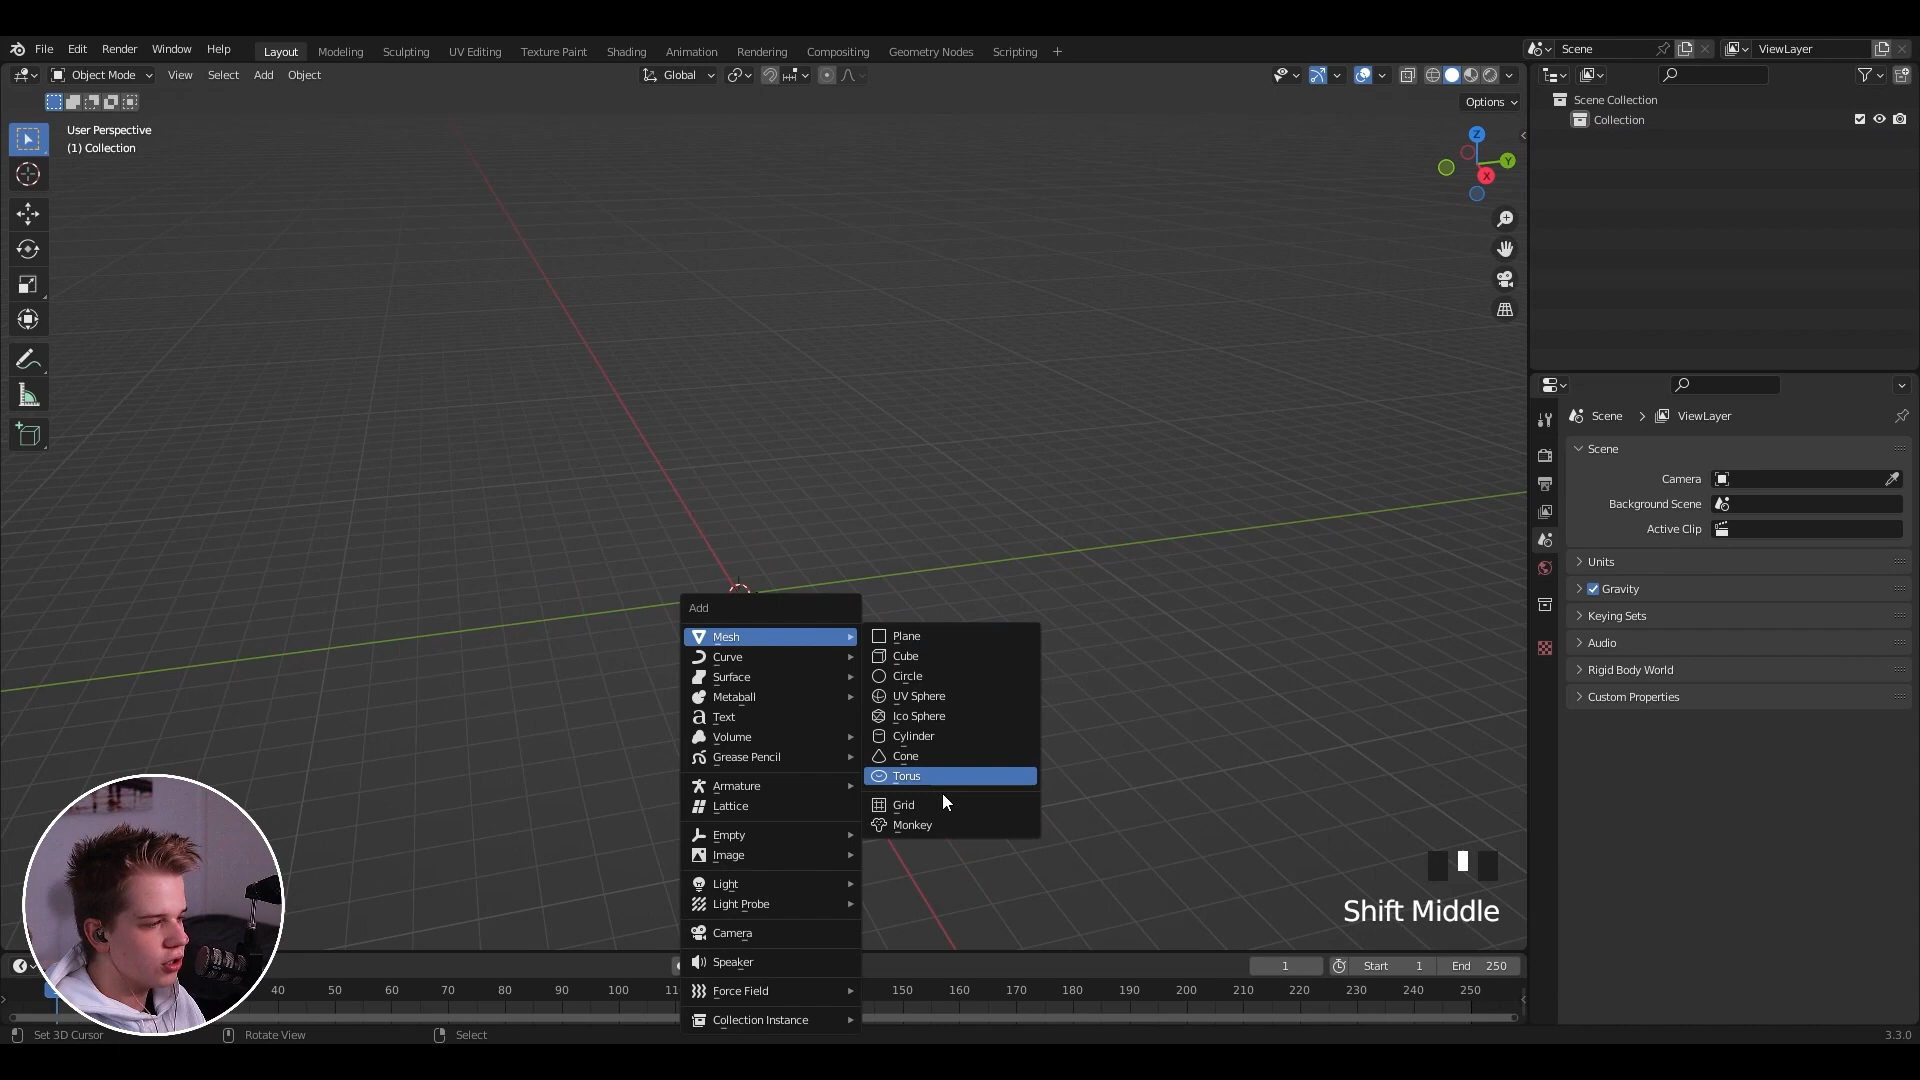 File Edit Render Window Help Layout Modeling Sculpting UV Editing Texture Paint Shading Animation Rendering Compositing Geometry Nodes Scripting + Scene ViewLayer
Object Mode View Select Add Object Global
Options
User Perspective
(1) Collection
Z
Y
X
Scene Collection
Collection
Scene > ViewLayer
Scene
Camera
Background Scene
Active Clip
Units
Gravity
Keying Sets
Audio
Rigid Body World
Custom Properties
Add
Mesh
Curve
Surface
Metaball
Text
Volume
Grease Pencil
Armature
Lattice
Empty
Image
Light
Light Probe
Camera
Speaker
Force Field
Collection Instance
Plane
Cube
Circle
UV Sphere
Ico Sphere
Cylinder
Cone
Torus
Grid
Monkey
Shift Middle
1 Start 1 End 250
40 50 60 70 80 90 100 150 160 170 180 190 200 210 220 230 240 250
Set 3D Cursor Rotate View Select 3.3.0